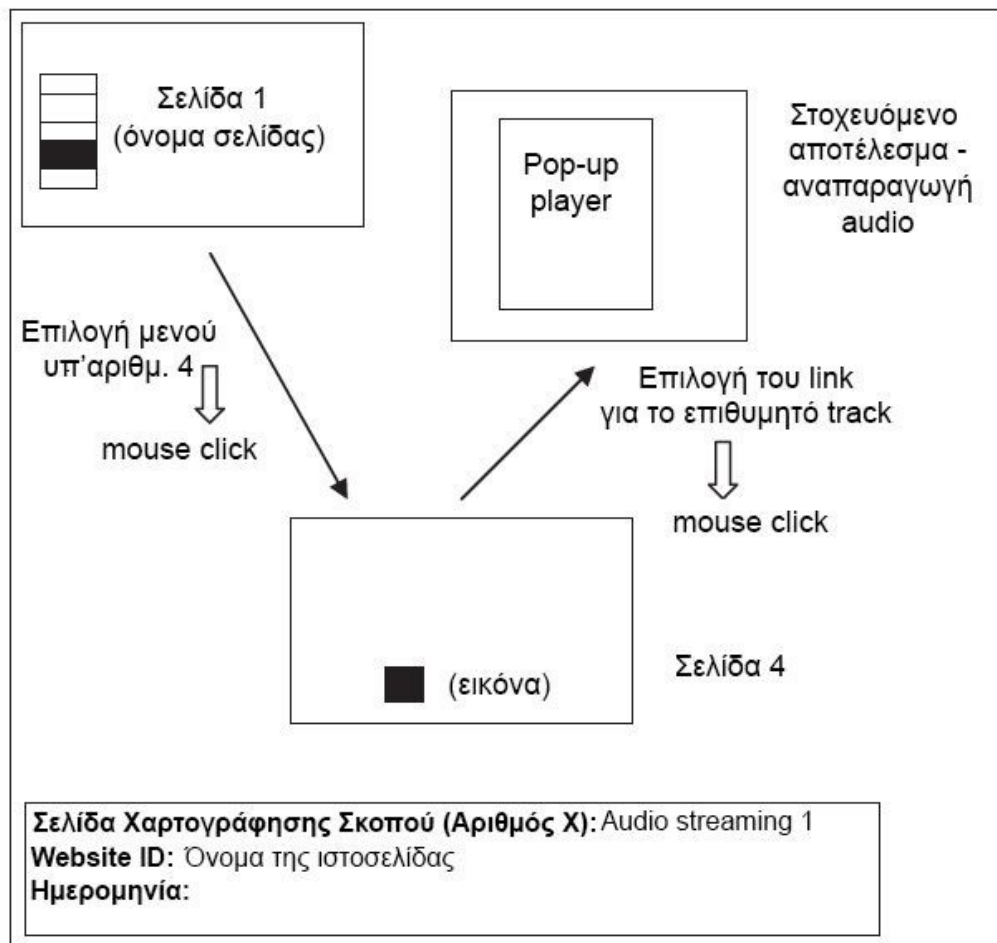 Σελίδα 1
(όνομα σελίδας)
Pop-up
player
Στοχευόμενο
αποτέλεσμα -
αναπαραγωγή
audio
Επιλογή μενού
υπ’αριθμ. 4
mouse click
Επιλογή του link
για το επιθυμητό track
mouse click
(εικόνα)
Σελίδα 4
Σελίδα Χαρτογράφησης Σκοπού (Αριθμός Χ): Audio streaming 1
Website ID: Όνομα της ιστοσελίδας
Ημερομηνία: